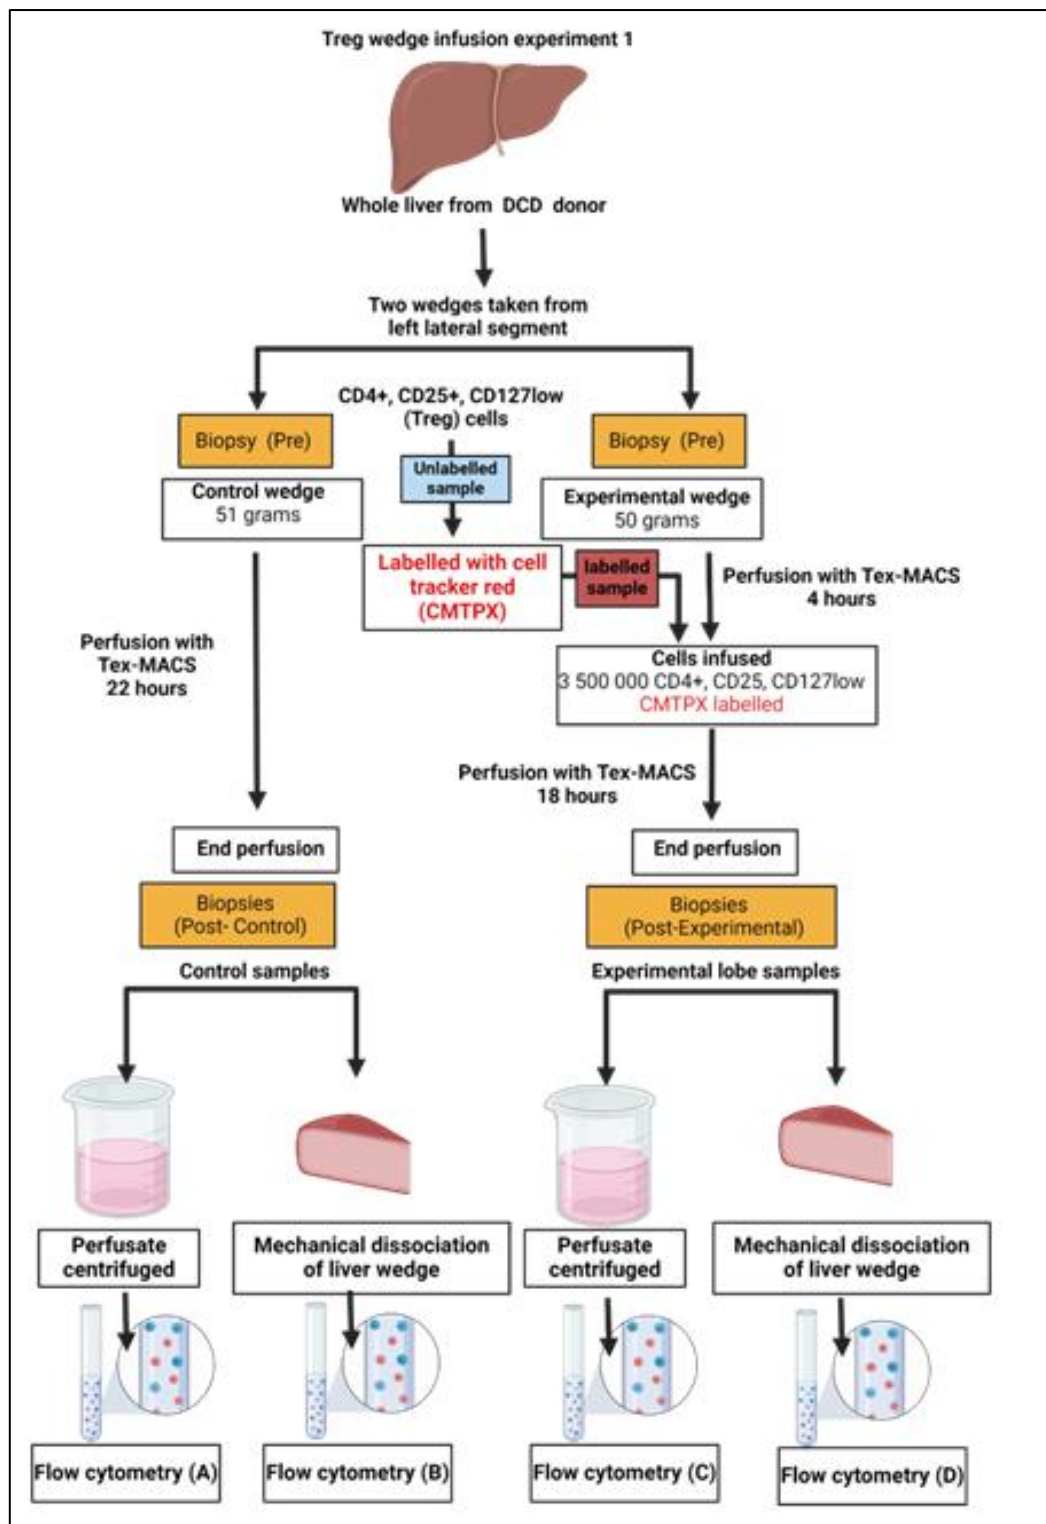 Treg wedge infusion experiment 1
Whole liver from DCD donor
Two wedges taken from
left lateral segment
CD4+, CD25+, CD127low
(Treg) cells
Biopsy (Pre)
Biopsy (Pre)
Unlabelled
sample
Control wedge
51 grams
Experimental wedge
50 grams
Labelled with cell
tracker red
(CMTPX)
labelled
sample
Perfusion with Tex-MACS
4 hours
Perfusion with
Tex-MACS
22 hours
Cells infused
3 500 000 CD4+, CD25, CD127low
CMTPX labelled
Perfusion with Tex-MACS
18 hours
End perfusion
End perfusion
Biopsies
(Post- Control)
Biopsies
(Post-Experimental)
Control samples
Experimental lobe samples
Perfusate
centrifuged
Mechanical dissociation
of liver wedge
Perfusate
centrifuged
Mechanical dissociation
of liver wedge
Flow cytometry (A)
Flow cytometry (B)
Flow cytometry (C)
Flow cytometry (D)